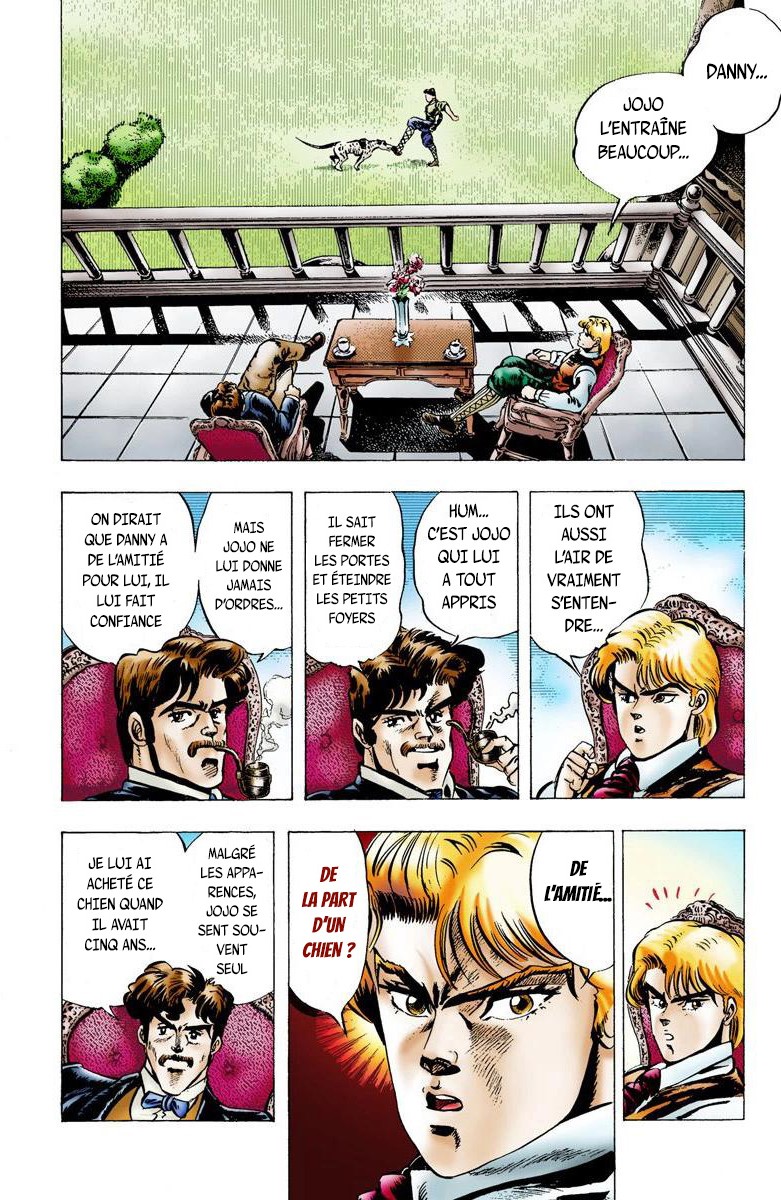 DANNY...
JOJO
L'ENTRAÎNE
BEAUCOUP...
ILS ONT
AUSSI
L'AIR DE
VRAIMENT
S'ENTEN-
DRE...
HUM...
C'EST JOJO
QUI LUI
A TOUT
APPRIS
IL SAIT
FERMER
LES PORTES
ET ÉTEINDRE
LES PETITS
FOYERS
MAIS
JOJO NE
LUI DONNE
JAMAIS
D'ORDRES...
ON DIRAIT
QUE DANNY A
DE L'AMITIÉ
POUR LUI, IL
LUI FAIT
CONFIANCE
DE
L'AMITIÉ...
DE
LA PART
D'UN
CHIEN ?
MALGRÉ
LES APPA-
RENCES,
JOJO SE
SENT SOU-
VENT
SEUL
JE LUI AI
ACHETÉ CE
CHIEN QUAND
IL AVAIT
CINQ ANS...